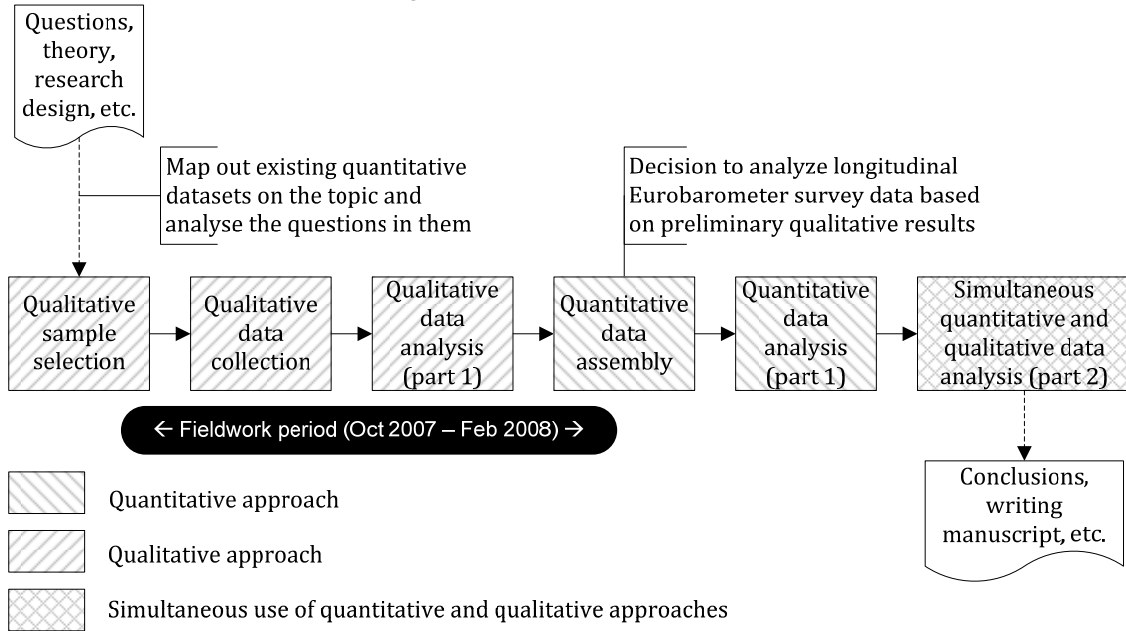 Questions,
theory,
research
design, etc.
Map out existing quantitative
datasets on the topic and
analyse the questions in them
Decision to analyze longitudinal
Eurobarometer survey data based
on preliminary qualitative results
Qualitative
sample
selection
Qualitative
data
collection
Qualitative
data
analysis
(part 1)
Quantitative
data
assembly
Quantitative
data
analysis
(part 1)
Simultaneous
quantitative and
qualitative data
analysis (part 2)
← Fieldwork period (Oct 2007 – Feb 2008) →
Conclusions,
writing
manuscript, etc.
Quantitative approach
Qualitative approach
Simultaneous use of quantitative and qualitative approaches